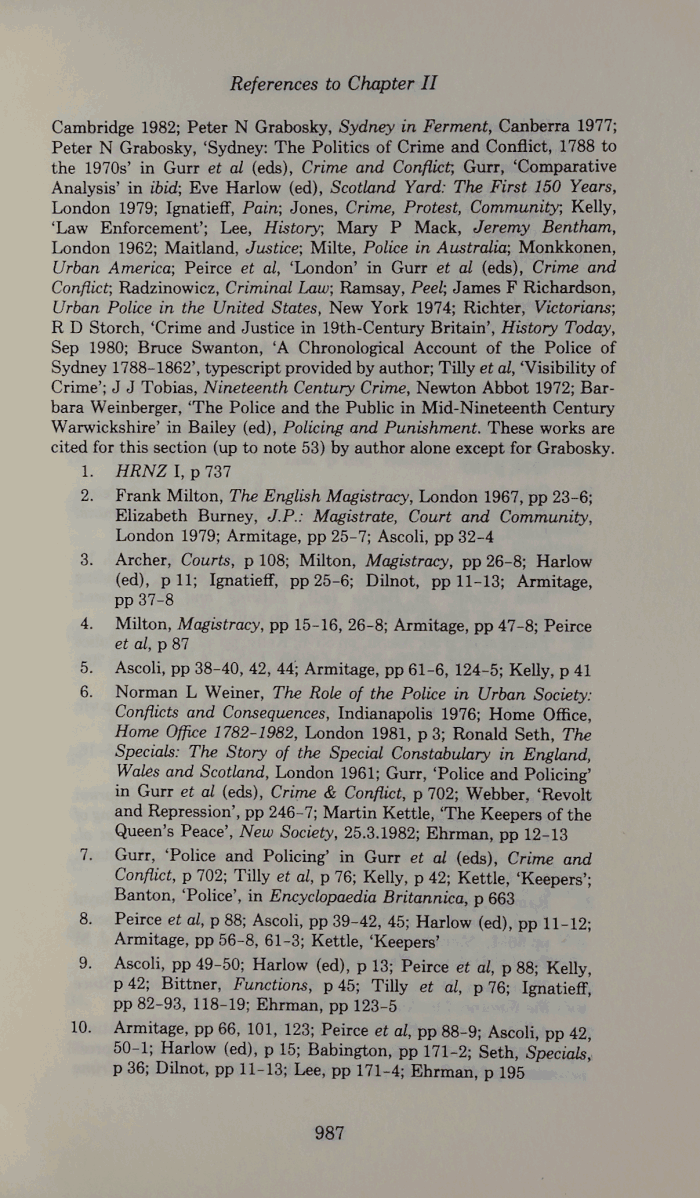 References to Chapter II
Cambridge 1982; Peter N Grabosky, Sydney in Ferment, Canberra 1977;
Peter N Grabosky, ‘Sydney: The Politics of Crime and Conflict, 1788 to
the 1970s’ in Gurr et al (eds), Crime and Conflict; Gurr, ‘Comparative
Analysis’ in ibid; Eve Harlow (ed), Scotland Yard: The First 150 Years,
London 1979; Ignatieff, Pain; Jones, Crime, Protest, Community; Kelly,
‘Law Enforcement’; Lee, History; Mary P Mack, Jeremy Bentham,
London 1962; Maitland, Justice; Milte, Police in Australia; Monkkonen,
Urban America; Peirce et al, ‘London’ in Gurr et al (eds), Crime and
Conflict; Radzinowicz, Criminal Law; Ramsay, Peel; James F Richardson,
Urban Police in the United States, New York 1974; Richter, Victorians;
R D Storch, ‘Crime and Justice in 19th-Century Britain’, History Today,
Sep 1980; Bruce Swanton, ‘A Chronological Account of the Police of
Sydney 1788-1862’, typescript provided by author; Tilly et al, ‘Visibility of
Crime’; J J Tobias, Nineteenth Century Crime, Newton Abbot 1972; Bar-
bara Weinberger, ‘The Police and the Public in Mid-Nineteenth Century
Warwickshire’ in Bailey (ed), Policing and Punishment. These works are
cited for this section (up to note 53) by author alone except for Grabosky.
1. HRNZ I, p 737
2. Frank Milton, The English Magistracy, London 1967, pp 23-6;
Elizabeth Burney, J.P.: Magistrate, Court and Community,
London 1979; Armitage, pp 25-7; Ascoli, pp 32-4
3. Archer, Courts, p 108; Milton, Magistracy, pp 26-8; Harlow
(ed), p 11; Ignatieff, pp 25-6; Dilnot, pp 11-13; Armitage,
pp 37-8
4. Milton, Magistracy, pp 15-16, 26-8; Armitage, pp 47-8; Peirce
et al, p 87
5. Ascoli, pp 38-40, 42, 44; Armitage, pp 61-6, 124-5; Kelly, p 41
6. Norman L Weiner, The Role of the Police in Urban Society:
Conflicts and Consequences, Indianapolis 1976; Home Office,
Home Office 1782-1982, London 1981, p 3; Ronald Seth, The
Specials: The Story of the Special Constabulary in England,
Wales and Scotland, London 1961; Gurr, ‘Police and Policing’
in Gurr et al (eds), Crime & Conflict, p 702; Webber, ‘Revolt
and Repression’, pp 246-7; Martin Kettle, ‘The Keepers of the
Queen’s Peace’, New Society, 25.3.1982; Ehrman, pp 12-13
7. Gurr, ‘Police and Policing’ in Gurr et al (eds), Crime and
Conflict, p 702; Tilly et al, p 76; Kelly, p 42; Kettle, ‘Keepers’;
Banton, ‘Police’, in Encyclopaedia Britannica, p 663
8. Peirce et al, p 88; Ascoli, pp 39-42, 45; Harlow (ed), pp 11-12;
Armitage, pp 56-8, 61-3; Kettle, ‘Keepers’
9. Ascoli, pp 49-50; Harlow (ed), p 13; Peirce et al, p 88; Kelly,
p 42; Bittner, Functions, p 45; Tilly et al, p 76; Ignatieff,
pp 82-93, 118-19; Ehrman, pp 123-5
10. Armitage, pp 66, 101, 123; Peirce et al, pp 88-9; Ascoli, pp 42,
50-1; Harlow (ed), p 15; Babington, pp 171-2; Seth, Specials,
p 36; Dilnot, pp 11-13; Lee, pp 171-4; Ehrman, p 195
987